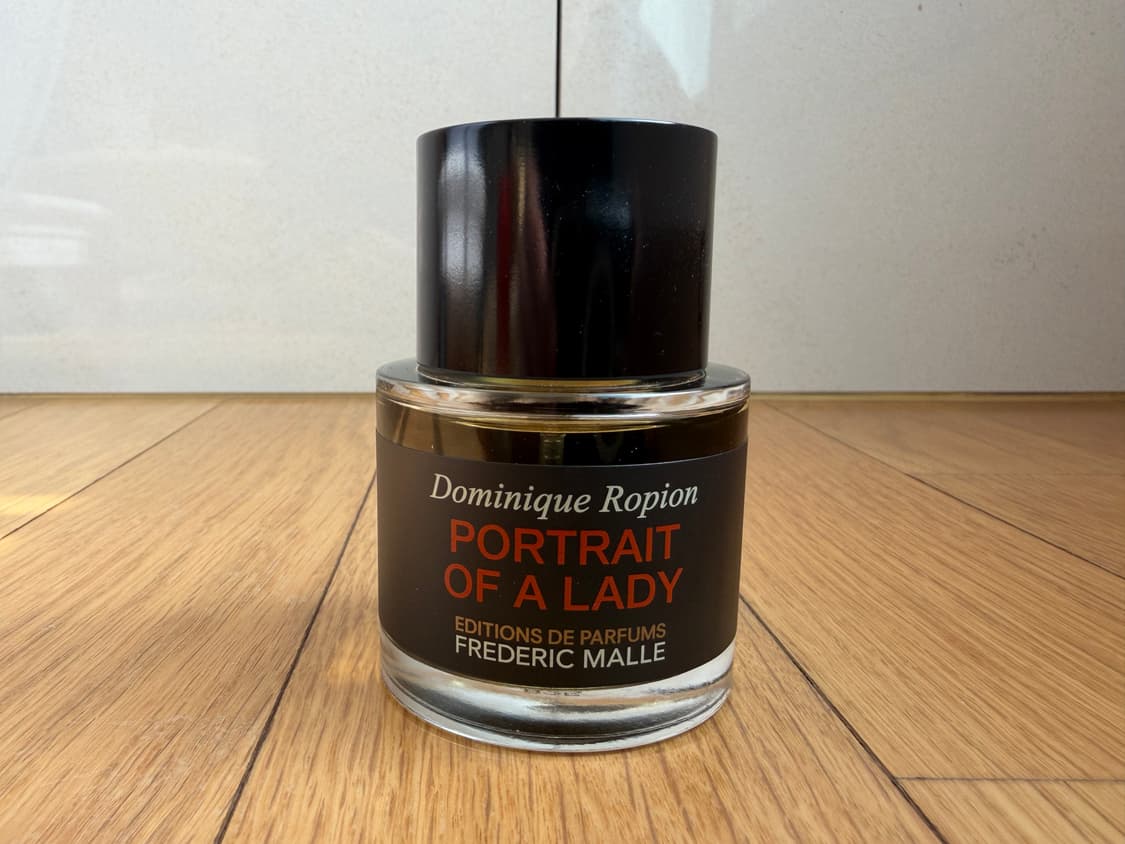 Dominique Ropion
PORTRAIT
OF A LADY
EDITIONS DE PARFUMS
FREDERIC MALLE